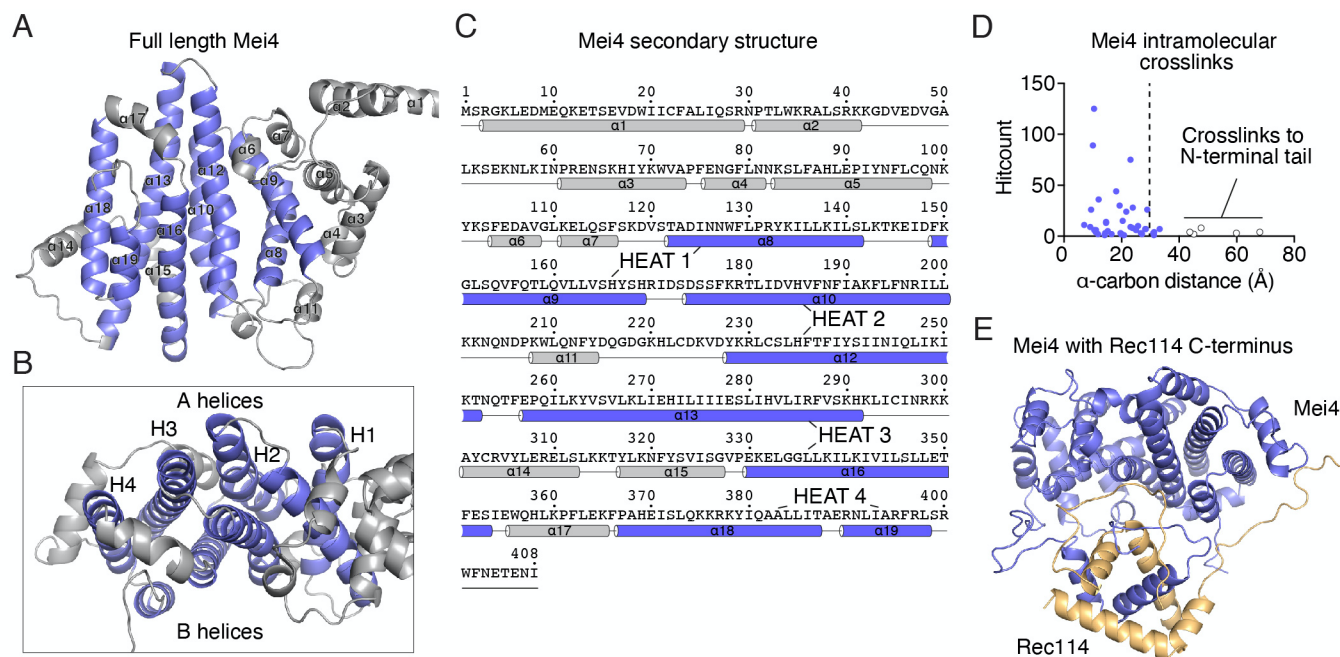 A
Full length Mei4
α17
α2
α1
α7
α6
α5
α13
α12
α9
α3
α18
α10
α16
α4
α14
α19
α15
α8
α11
B
A helices
H3
H1
H2
H4
B helices
C
Mei4 secondary structure
1 10 20 30 40 50
MSRGKLEDMEQKETSEVDWIICFALIQSRNPTLWKRALSRKKGDVEDVGA
α1 α2
60 70 80 90 100
LKSEKNLKINPRENSKHIYKWVAPFENGFLNNKSLFAHLEPIYNFLCQNK
α3 α4 α5
110 120 130 140 150
YKSFEDAVGLKELQSFSKDVSTADINNWFLPRYKILLKILSLKTKEIDFK
α6 α7 α8
HEAT 1
160 170 180 190 200
GLSQVFQTLQVLLVSHYSHRIDSDSSFKRTLIDVHVFNFIAKFLFNRILL
α9 α10
HEAT 2
210 220 230 240 250
KKNQNDPKWLQNFYDQGDGKHLCDKVDYKRLCSLHFTFIYSIINIQLIKI
α11 α12
260 270 280 290 300
KTNQTFEPQILKYVSVLKLIEHILIIIESLIHVLIRFVSKHKLICINRKK
α13
HEAT 3
310 320 330 340 350
AYCRVYLERELSLKKTYLKNFYSVISGVPEKELGGLLKILKIVILSLLET
α14 α15 α16
HEAT 4
360 370 380 390 400
FESIEWQHLKPFLEKFPAHEISLQKKRKYIQAALLITAERNLIARFRLSR
α17 α18 α19
408
WFNETENI
D
Mei4 intramolecular
crosslinks
150
100
50
0
Hitcount
Crosslinks to
N-terminal tail
0 20 40 60 80
α-carbon distance (Å)
E
Mei4 with Rec114 C-terminus
Mei4
Rec114